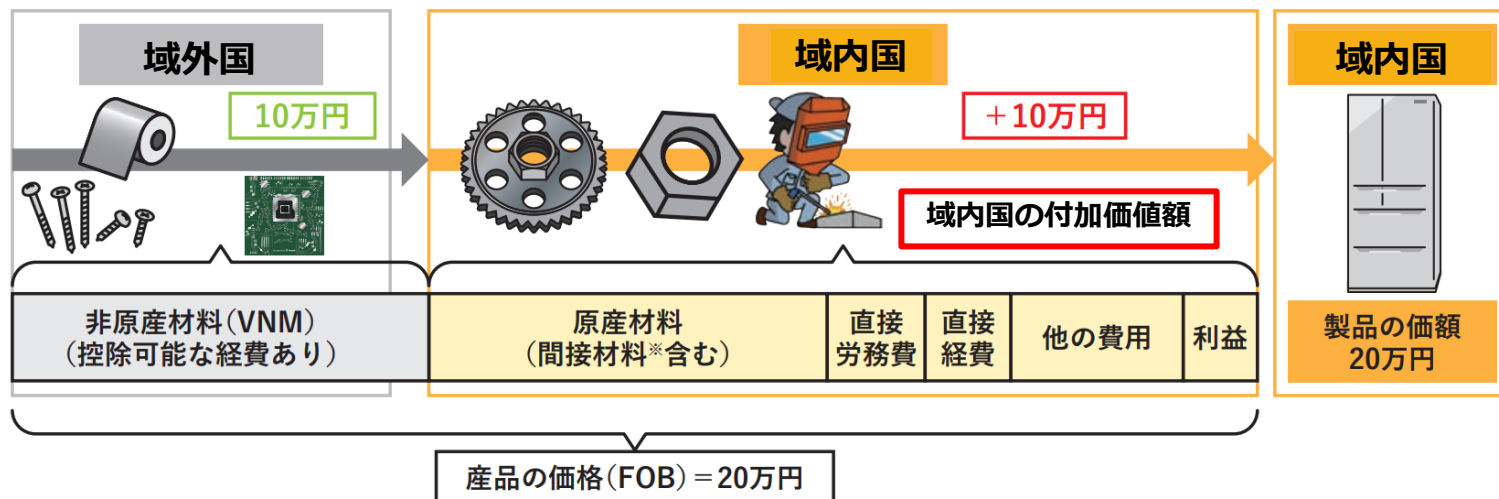 域外国
域内国
域内国
10万円
+10万円
域内国の付加価値額
非原産材料(VNM)
(控除可能な経費あり)
原産材料
(間接材料※含む)
直接
労務費
直接
経費
他の費用
利益
製品の価額
20万円
産品の価格(FOB)=20万円